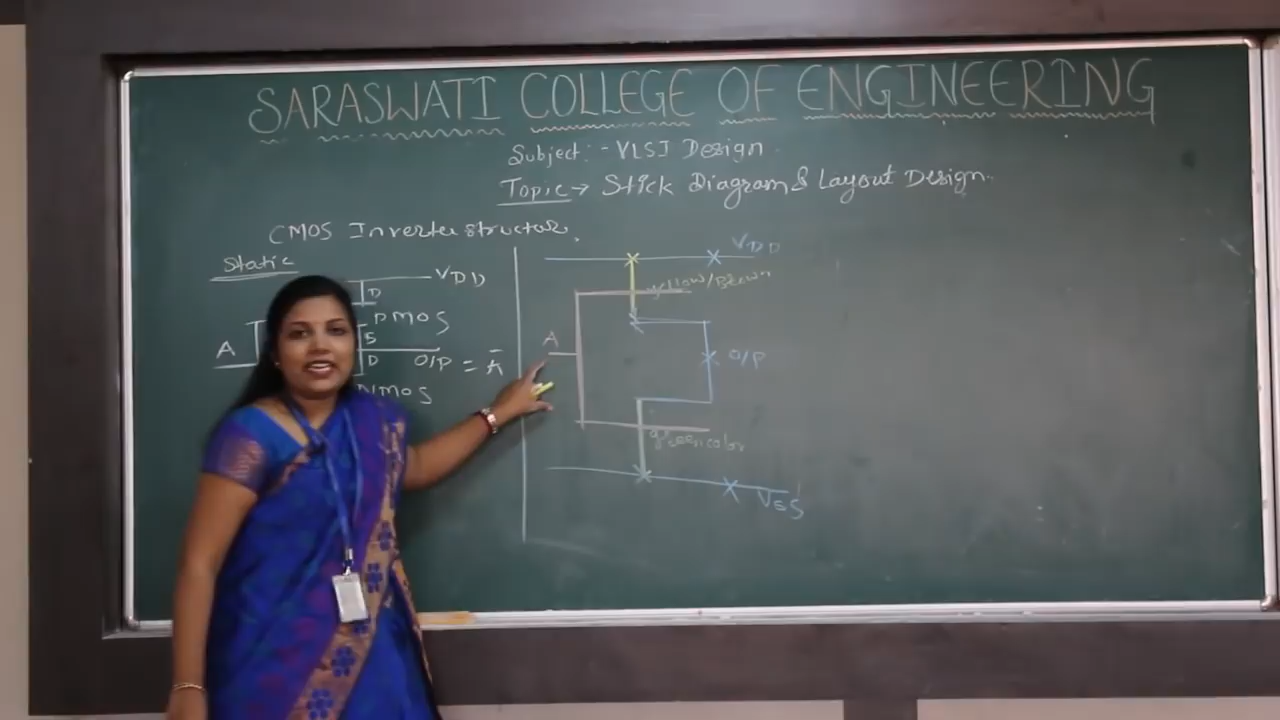 SARASWATI COLLEGE OF ENGINEERING
Subject:- VLSI Design
Topic → Stick Diagram & Layout Design.
CMOS Inverter structure.
Static
VDD
D
PMOS
S
A
D
O/P = Ā
NMOS
VDD
yellow/Brown
A
O/P
green color
VSS